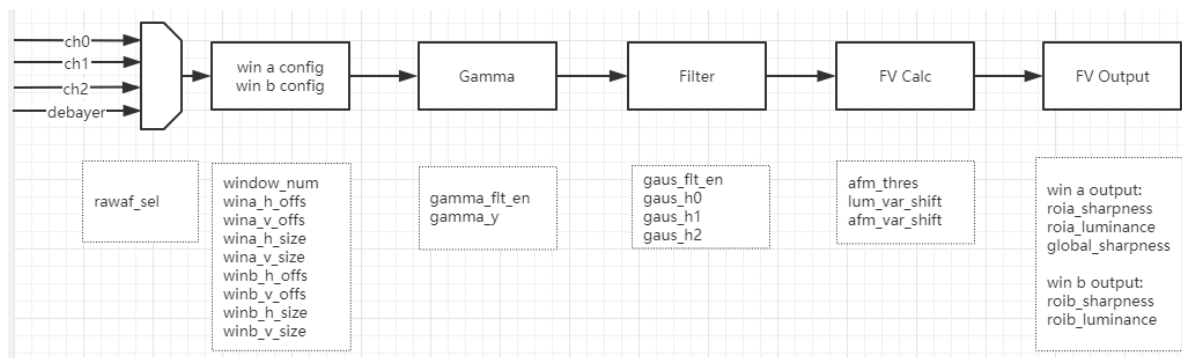 ch0
ch1
ch2
debayer
win a config
win b config
Gamma
Filter
FV Calc
FV Output
rawaf_sel
window_num
wina_h_offs
wina_v_offs
wina_h_size
wina_v_size
winb_h_offs
winb_v_offs
winb_h_size
winb_v_size
gamma_flt_en
gamma_y
gaus_flt_en
gaus_h0
gaus_h1
gaus_h2
afm_thres
lum_var_shift
afm_var_shift
win a output:
roia_sharpness
roia_luminance
global_sharpness
win b output:
roib_sharpness
roib_luminance